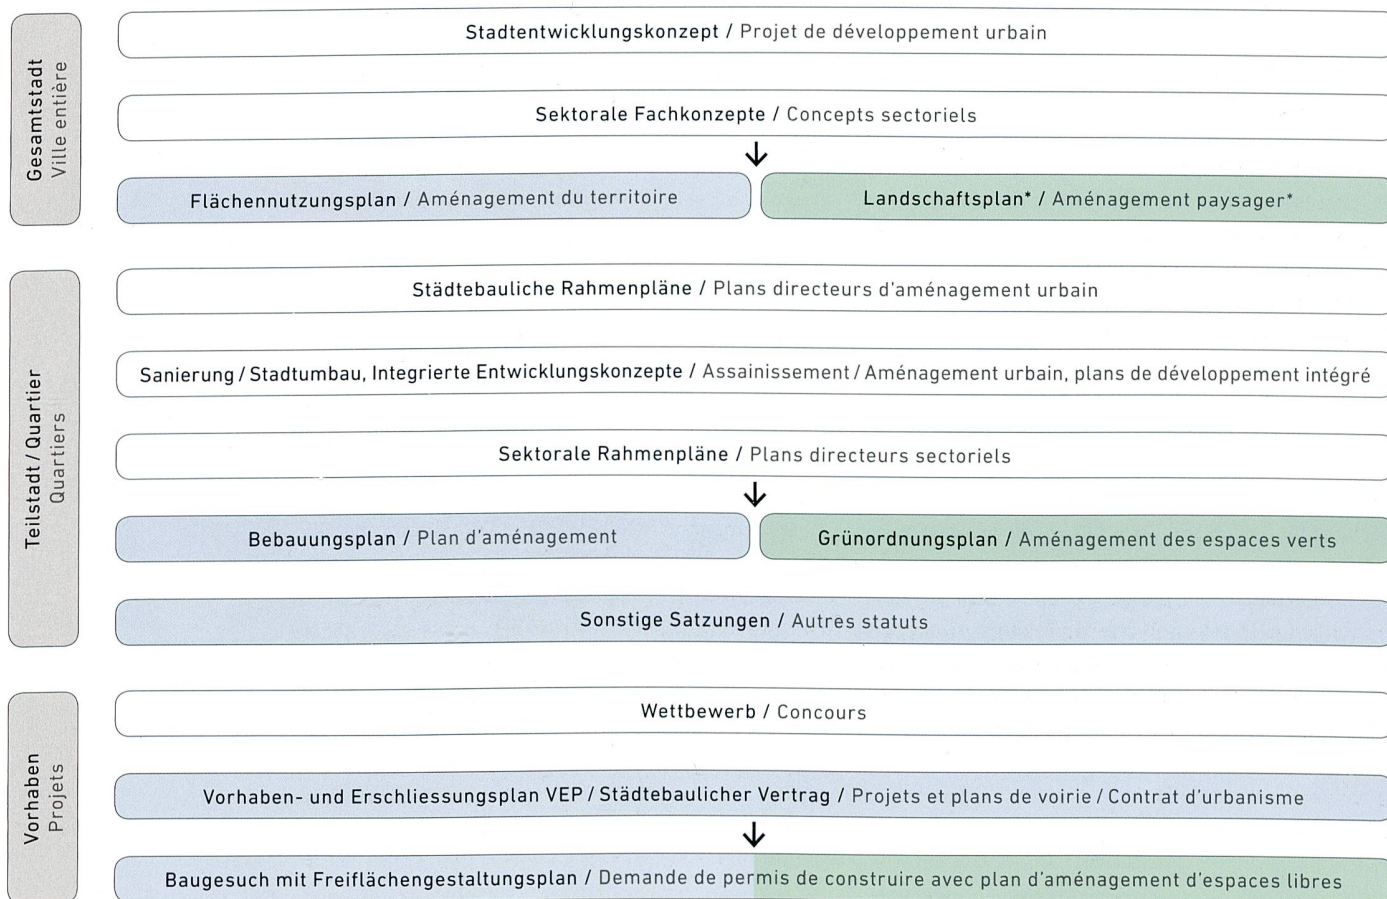 Gesamtstadt
Ville entière
Stadtentwicklungskonzept / Projet de développement urbain
Sektorale Fachkonzepte / Concepts sectoriels
Flächennutzungsplan / Aménagement du territoire
Landschaftsplan* / Aménagement paysager*
Teilstadt / Quartier
Quartiers
Städtebauliche Rahmenpläne / Plans directeurs d'aménagement urbain
Sanierung / Stadtumbau, Integrierte Entwicklungskonzepte / Assainissement / Aménagement urbain, plans de développement intégré
Sektorale Rahmenpläne / Plans directeurs sectoriels
Bebauungsplan / Plan d'aménagement
Grünordnungsplan / Aménagement des espaces verts
Sonstige Satzungen / Autres statuts
Vorhaben
Projets
Wettbewerb / Concours
Vorhaben- und Erschliessungsplan VEP / Städtebaulicher Vertrag / Projets et plans de voirie / Contrat d'urbanisme
Baugesuch mit Freiflächengestaltungsplan / Demande de permis de construire avec plan d'aménagement d'espaces libres